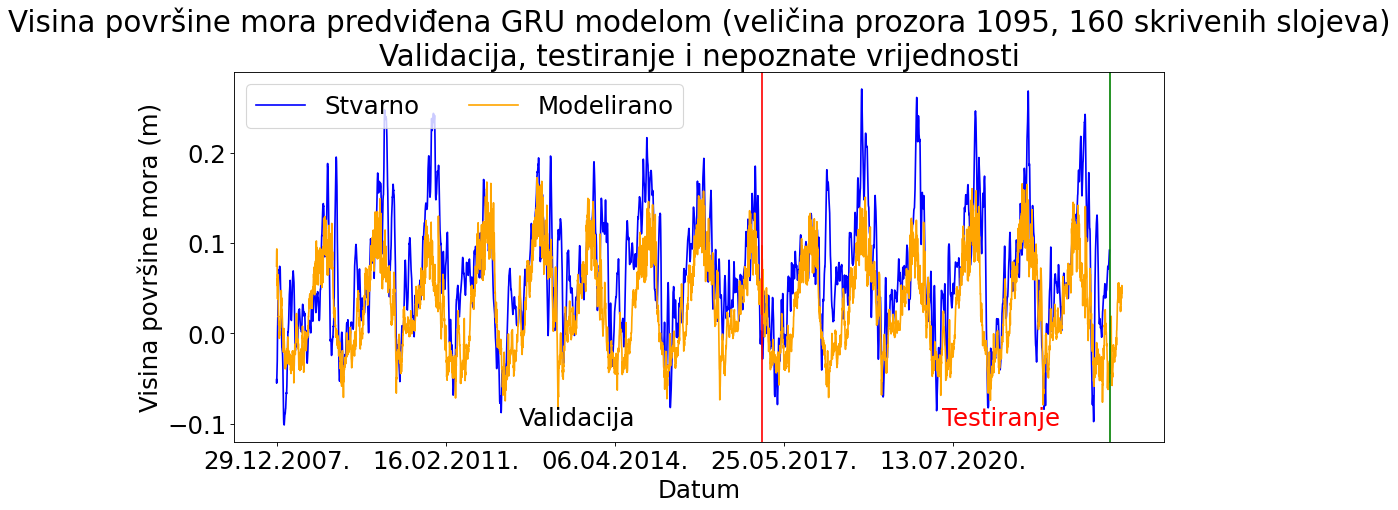 Visina površine mora predviđena GRU modelom (veličina prozora 1095, 160 skrivenih slojeva)
Validacija, testiranje i nepoznate vrijednosti
Stvarno
Modelirano
Visina površine mora (m)
0.2
0.1
0.0
−0.1
Validacija
Testiranje
29.12.2007.
16.02.2011.
06.04.2014.
25.05.2017.
13.07.2020.
Datum